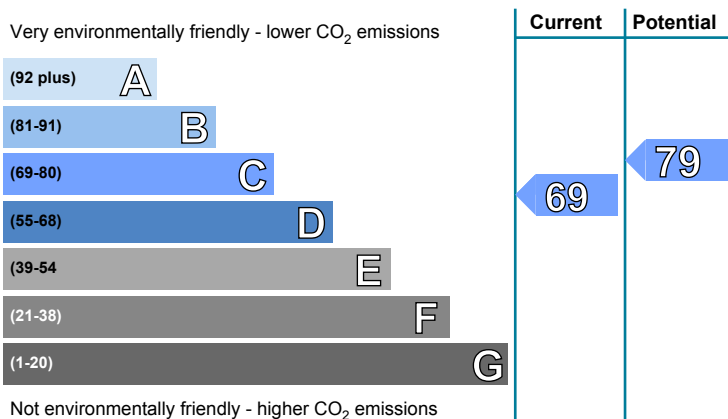 Very environmentally friendly - lower CO2 emissions
Current
Potential
(92 plus) A
(81-91) B
(69-80) C
(55-68) D
(39-54 E
(21-38) F
(1-20) G
69
79
Not environmentally friendly - higher CO2 emissions